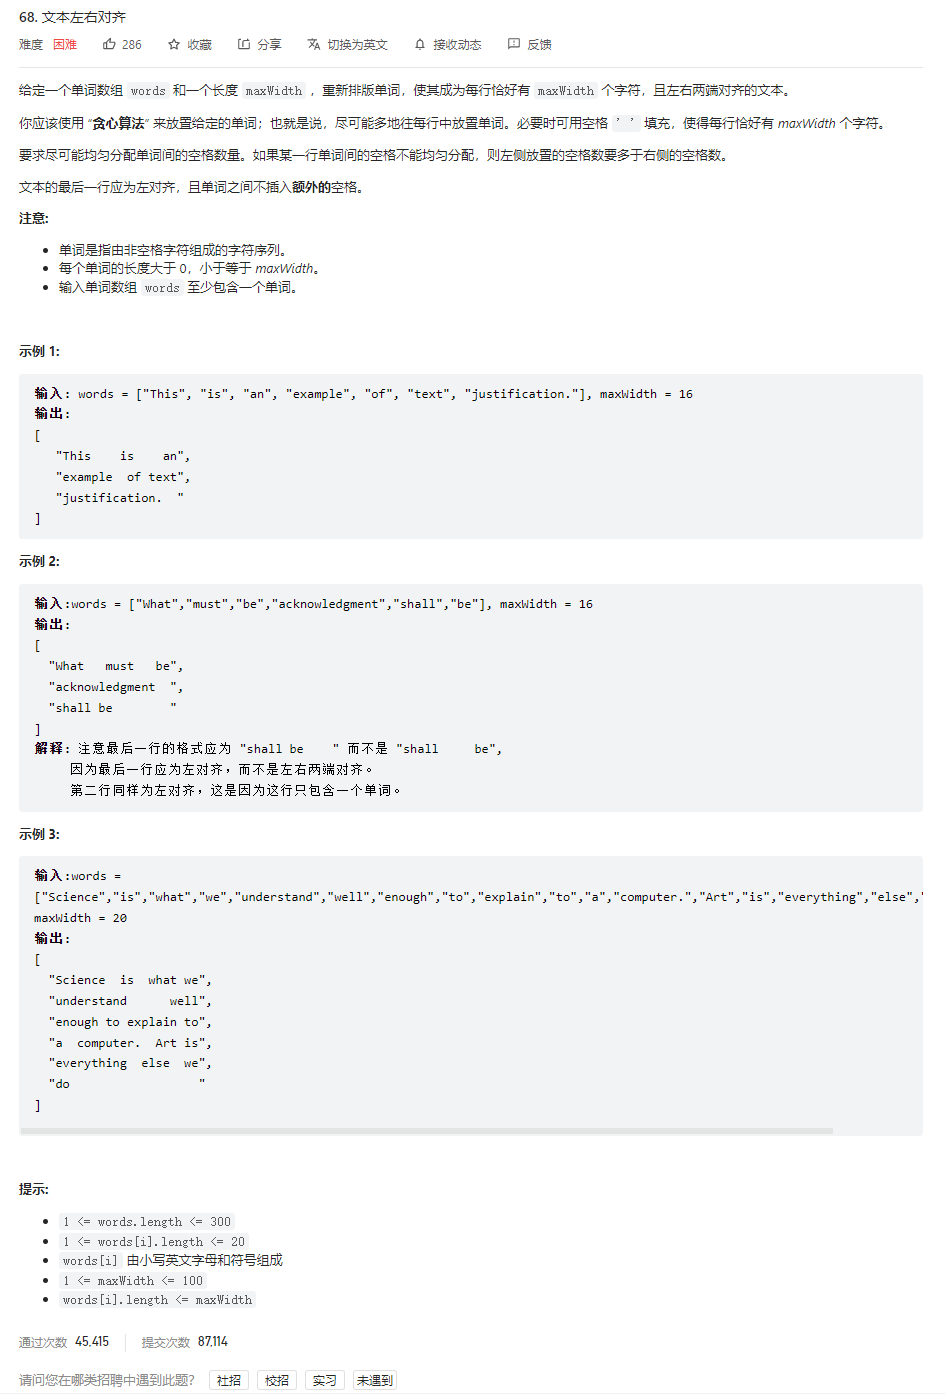 68. 文本左右对齐
难度 困难 286 收藏 分享 切换为英文 接收动态 反馈
给定一个单词数组 words 和一个长度 maxWidth ，重新排版单词，使其成为每行恰好有 maxWidth 个字符，且左右两端对齐的文本。
你应该使用 “贪心算法” 来放置给定的单词；也就是说，尽可能多地往每行中放置单词。必要时可用空格 ' ' 填充，使得每行恰好有 maxWidth 个字符。
要求尽可能均匀分配单词间的空格数量。如果某一行单词间的空格不能均匀分配，则左侧放置的空格数要多于右侧的空格数。
文本的最后一行应为左对齐，且单词之间不插入额外的空格。
注意:
单词是指由非空格字符组成的字符序列。
每个单词的长度大于 0，小于等于 maxWidth。
输入单词数组 words 至少包含一个单词。
示例 1:
输入: words = ["This", "is", "an", "example", "of", "text", "justification."], maxWidth = 16
输出:
[
   "This    is    an",
   "example  of text",
   "justification.  "
]
示例 2:
输入:words = ["What","must","be","acknowledgment","shall","be"], maxWidth = 16
输出:
[
  "What   must   be",
  "acknowledgment  ",
  "shall be        "
]
解释: 注意最后一行的格式应为 "shall be    " 而不是 "shall     be",
     因为最后一行应为左对齐，而不是左右两端对齐。
     第二行同样为左对齐，这是因为这行只包含一个单词。
示例 3:
输入:words =
["Science","is","what","we","understand","well","enough","to","explain","to","a","computer.","Art","is","everything","else","
maxWidth = 20
输出:
[
  "Science  is  what we",
  "understand      well",
  "enough to explain to",
  "a  computer.  Art is",
  "everything  else  we",
  "do                  "
]
提示:
1 <= words.length <= 300
1 <= words[i].length <= 20
words[i] 由小写英文字母和符号组成
1 <= maxWidth <= 100
words[i].length <= maxWidth
通过次数 45,415 提交次数 87,114
请问您在哪类招聘中遇到此题? 社招 校招 实习 未遇到